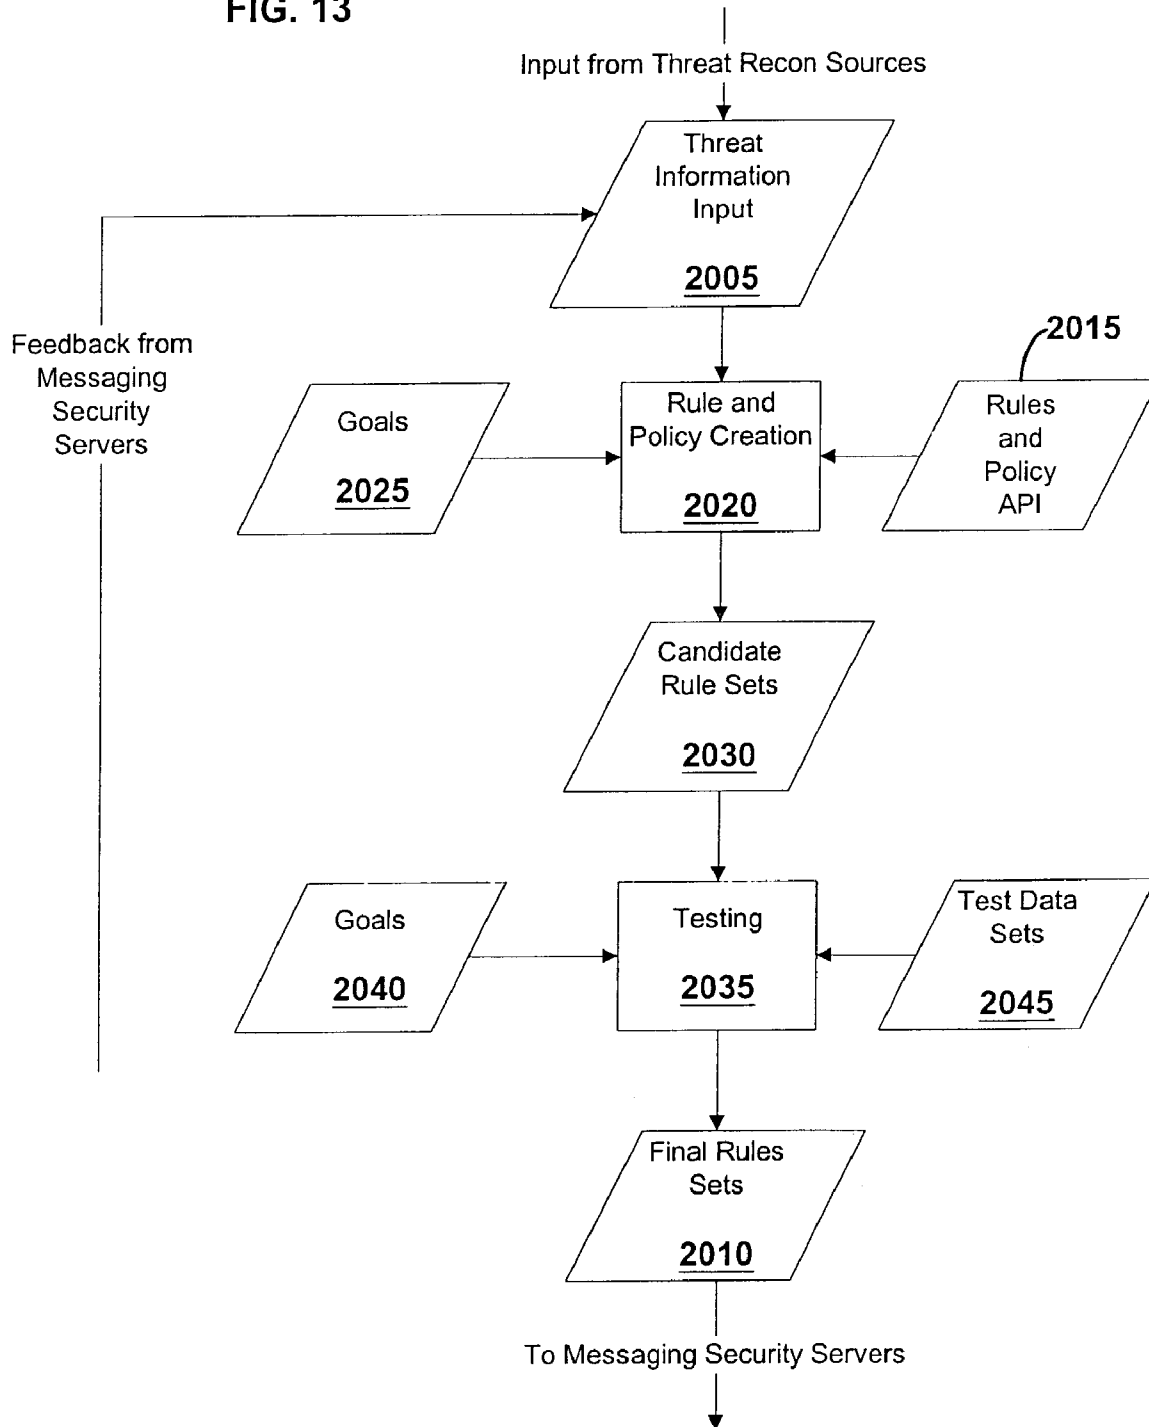 FIG. 13
Input from Threat Recon Sources
Threat
Information
Input
2005
Feedback from
Messaging
Security
Servers
2015
Goals
2025
Rule and
Policy Creation
2020
Rules
and
Policy
API
Candidate
Rule Sets
2030
Goals
2040
Testing
2035
Test Data
Sets
2045
Final Rules
Sets
2010
To Messaging Security Servers